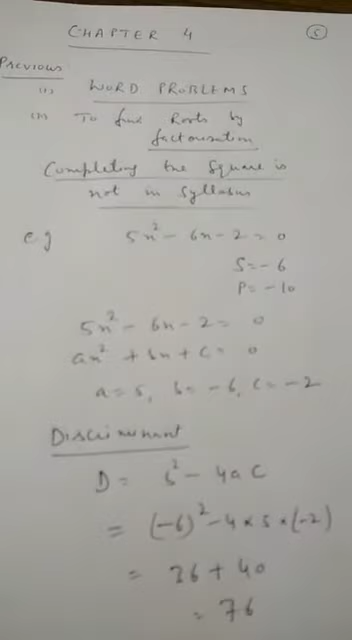 CHAPTER 4
5
Previous
(i) WORD PROBLEMS
(ii) To find Roots by
factorisation
Completing the Square is
not in syllabus
eg 5x² - 6x - 2 = 0
S = - 6
P = - 10
5x² - 6x - 2 = 0
ax² + bx + c = 0
a = 5, b = -6, c = -2
Discriminant
D = b² - 4ac
= (-6)² - 4 × 5 × (-2)
= 36 + 40
= 76